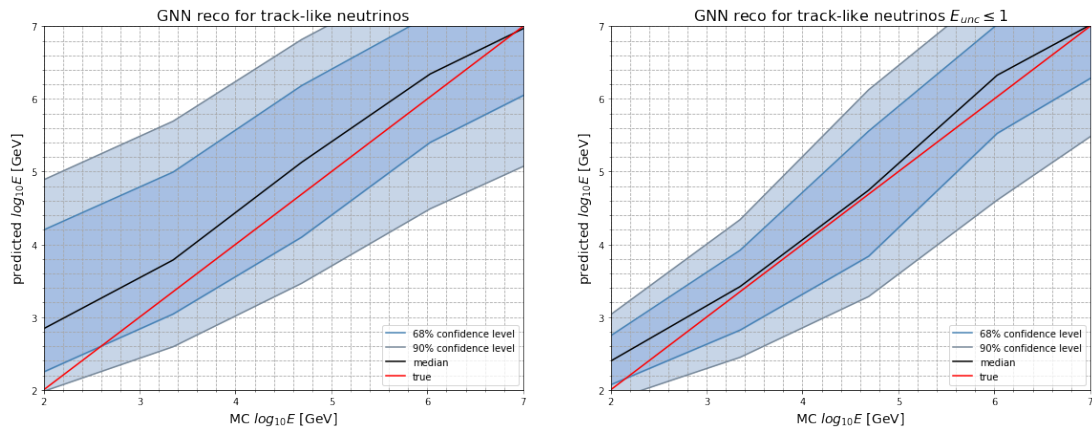 GNN reco for track-like neutrinos
7
6
5
4
3
2
predicted log10E [GeV]
68% confidence level
90% confidence level
median
true
2 3 4 5 6 7
MC log10E [GeV]
GNN reco for track-like neutrinos Eunc ≤ 1
7
6
5
4
3
2
predicted log10E [GeV]
68% confidence level
90% confidence level
median
true
2 3 4 5 6 7
MC log10E [GeV]